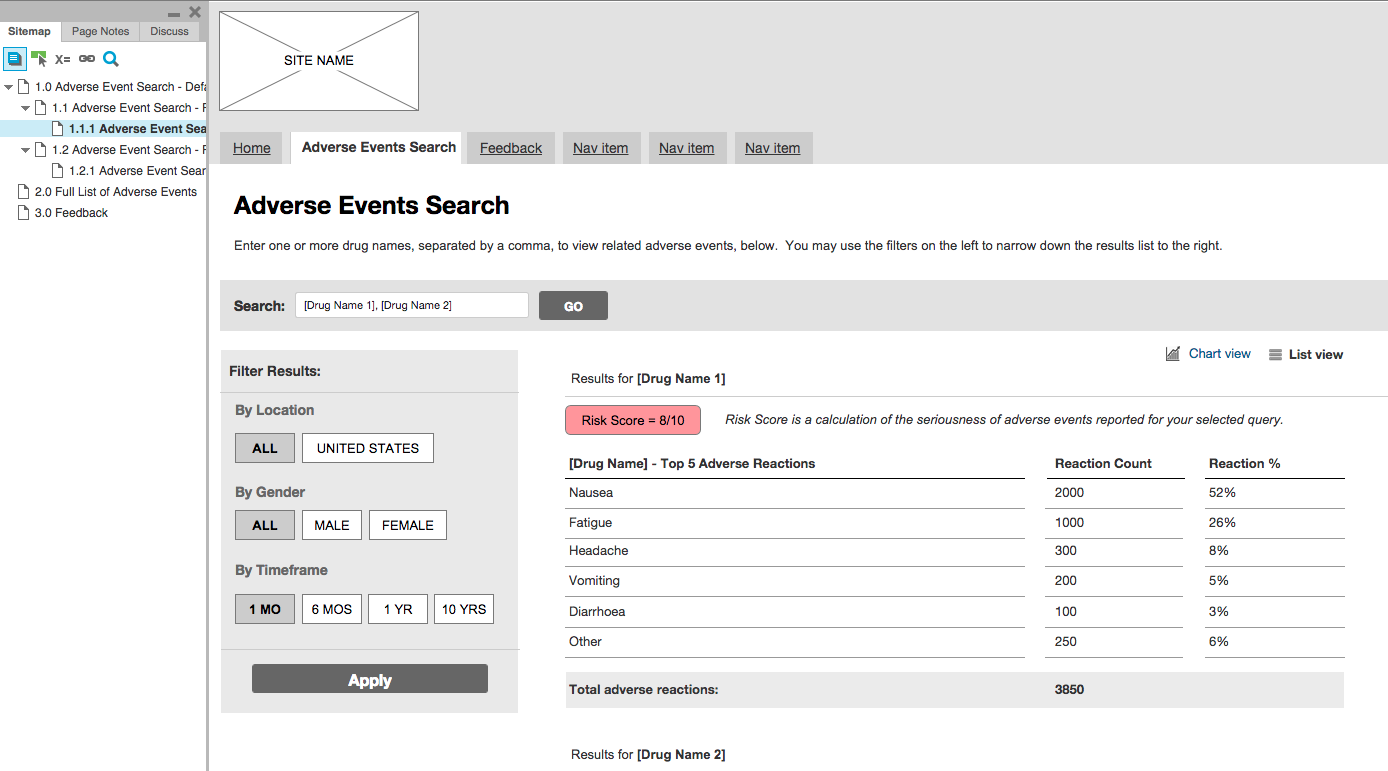 Sitemap Page Notes Discuss
X=
1.0 Adverse Event Search - Defa
1.1 Adverse Event Search - F
1.1.1 Adverse Event Sea
1.2 Adverse Event Search - F
1.2.1 Adverse Event Sear
2.0 Full List of Adverse Events
3.0 Feedback
SITE NAME
Home Adverse Events Search Feedback Nav item Nav item Nav item
Adverse Events Search
Enter one or more drug names, separated by a comma, to view related adverse events, below. You may use the filters on the left to narrow down the results list to the right.
Search: [Drug Name 1], [Drug Name 2] GO
Filter Results:
By Location
ALL UNITED STATES
By Gender
ALL MALE FEMALE
By Timeframe
1 MO 6 MOS 1 YR 10 YRS
Apply
Chart view List view
Results for [Drug Name 1]
Risk Score = 8/10 Risk Score is a calculation of the seriousness of adverse events reported for your selected query.
[Drug Name] - Top 5 Adverse Reactions Reaction Count Reaction %
Nausea 2000 52%
Fatigue 1000 26%
Headache 300 8%
Vomiting 200 5%
Diarrhoea 100 3%
Other 250 6%
Total adverse reactions: 3850
Results for [Drug Name 2]